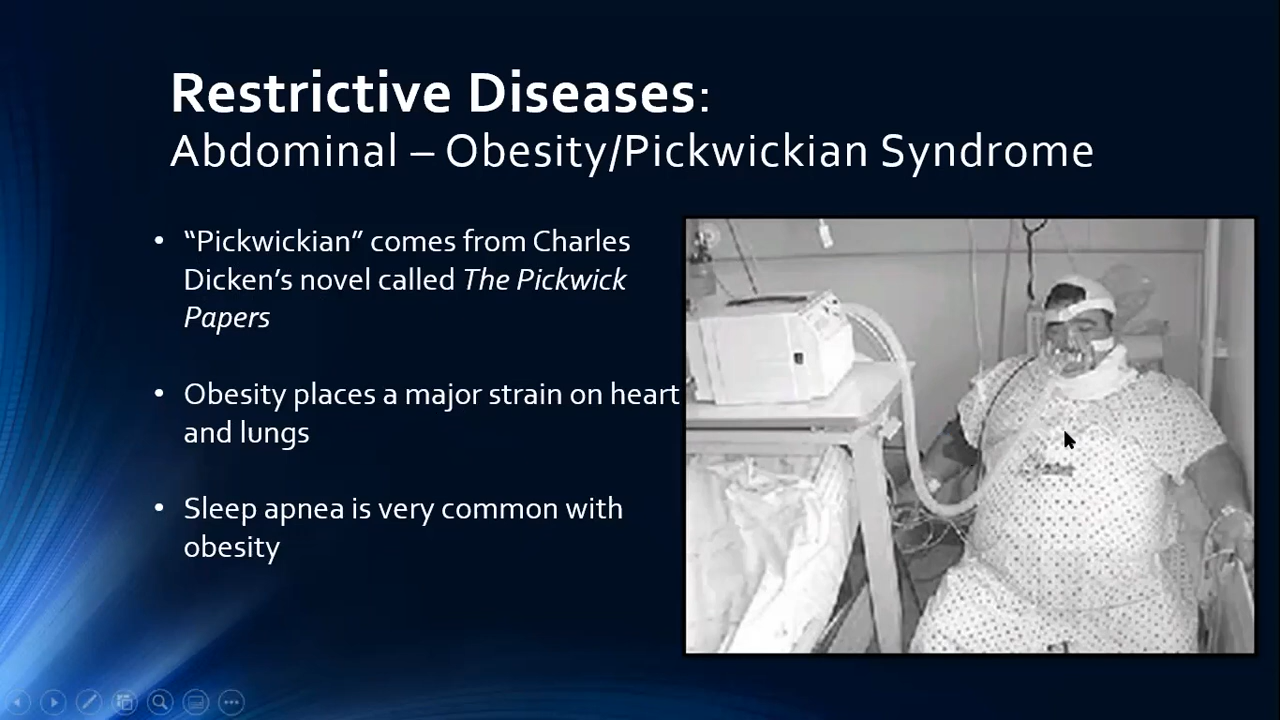 Restrictive Diseases:
Abdominal – Obesity/Pickwickian Syndrome
• “Pickwickian” comes from Charles
Dicken’s novel called The Pickwick
Papers
• Obesity places a major strain on heart
and lungs
• Sleep apnea is very common with
obesity